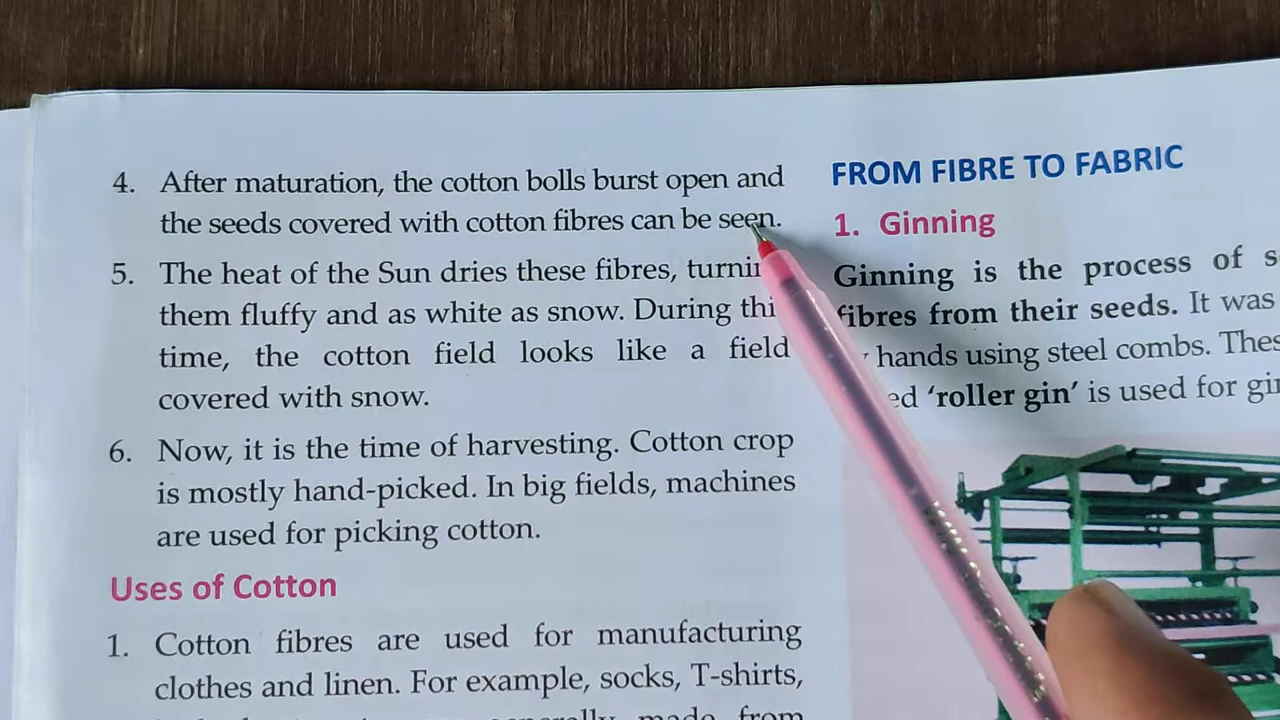 4. After maturation, the cotton bolls burst open and
the seeds covered with cotton fibres can be seen.
5. The heat of the Sun dries these fibres,
them fluffy and as white as snow. During
time, the cotton field looks like a field
covered with snow.
6. Now, it is the time of harvesting. Cotton crop
is mostly hand-picked. In big fields, machines
are used for picking cotton.
Uses of Cotton
1. Cotton fibres are used for manufacturing
clothes and linen. For example, socks, T-shirts,
generally made from
FROM FIBRE TO FABRIC
1. Ginning
Ginning is the process of
fibres from their seeds. It was
hands using steel combs.
'roller gin' is used for